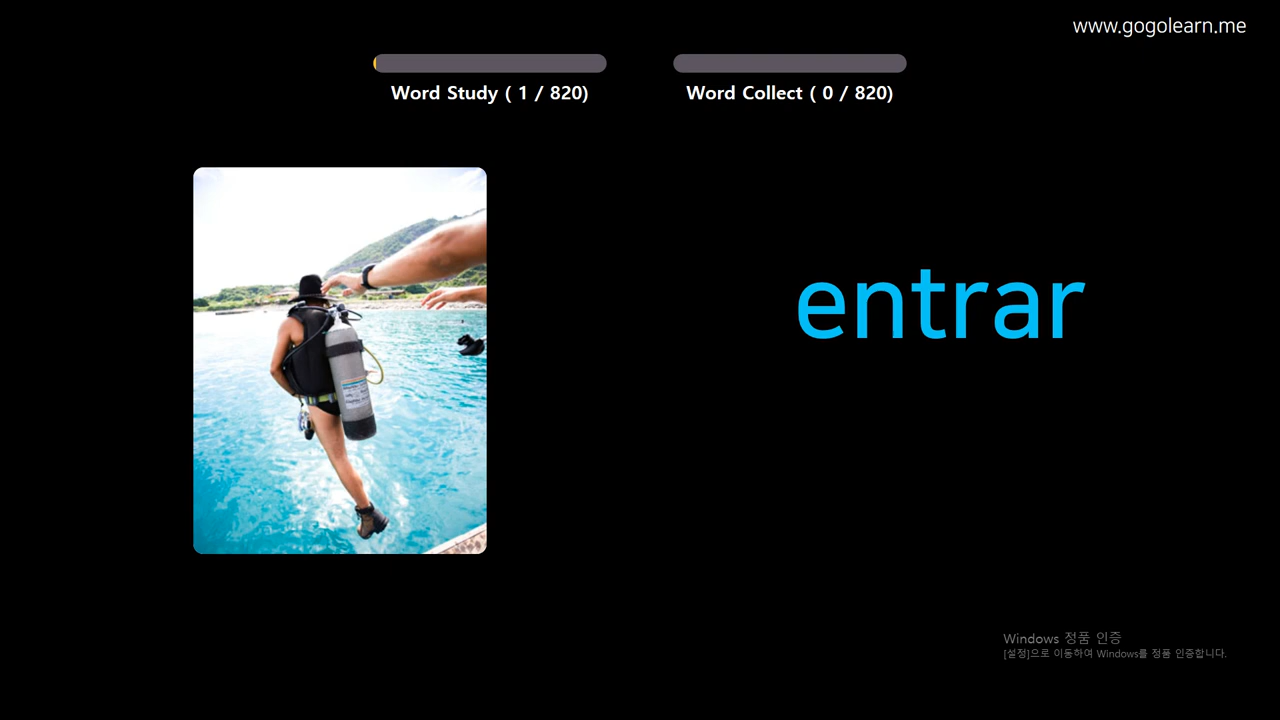 www.gogolearn.me
Word Study ( 1 / 820)
Word Collect ( 0 / 820)
entrar
Windows 정품 인증
[설정]으로 이동하여 Windows를 정품 인증합니다.